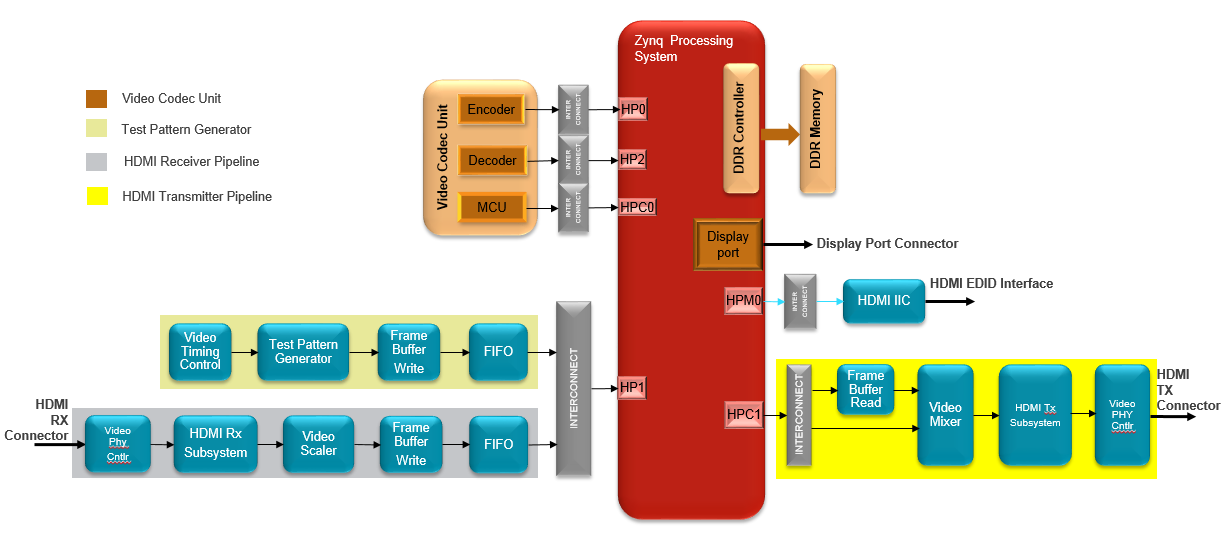 Zynq Processing
System
Video Codec Unit
Test Pattern Generator
HDMI Receiver Pipeline
HDMI Transmitter Pipeline
Video Codec Unit
Encoder
Decoder
MCU
INTER
CONNECT
INTER
CONNECT
INTER
CONNECT
HP0
HP2
HPC0
DDR Controller
DDR Memory
Display
port
Display Port Connector
HPM0
INTER
CONNECT
HDMI IIC
HDMI EDID Interface
Video
Timing
Control
Test Pattern
Generator
Frame
Buffer
Write
FIFO
INTERCONNECT
HP1
HDMI
RX
Connector
Video
Phy
Cntlr
HDMI Rx
Subsystem
Video
Scaler
Frame
Buffer
Write
FIFO
HPC1
INTERCONNECT
Frame
Buffer
Read
Video
Mixer
HDMI Tx
Subsystem
Video
PHY
Cntlr
HDMI
TX
Connector